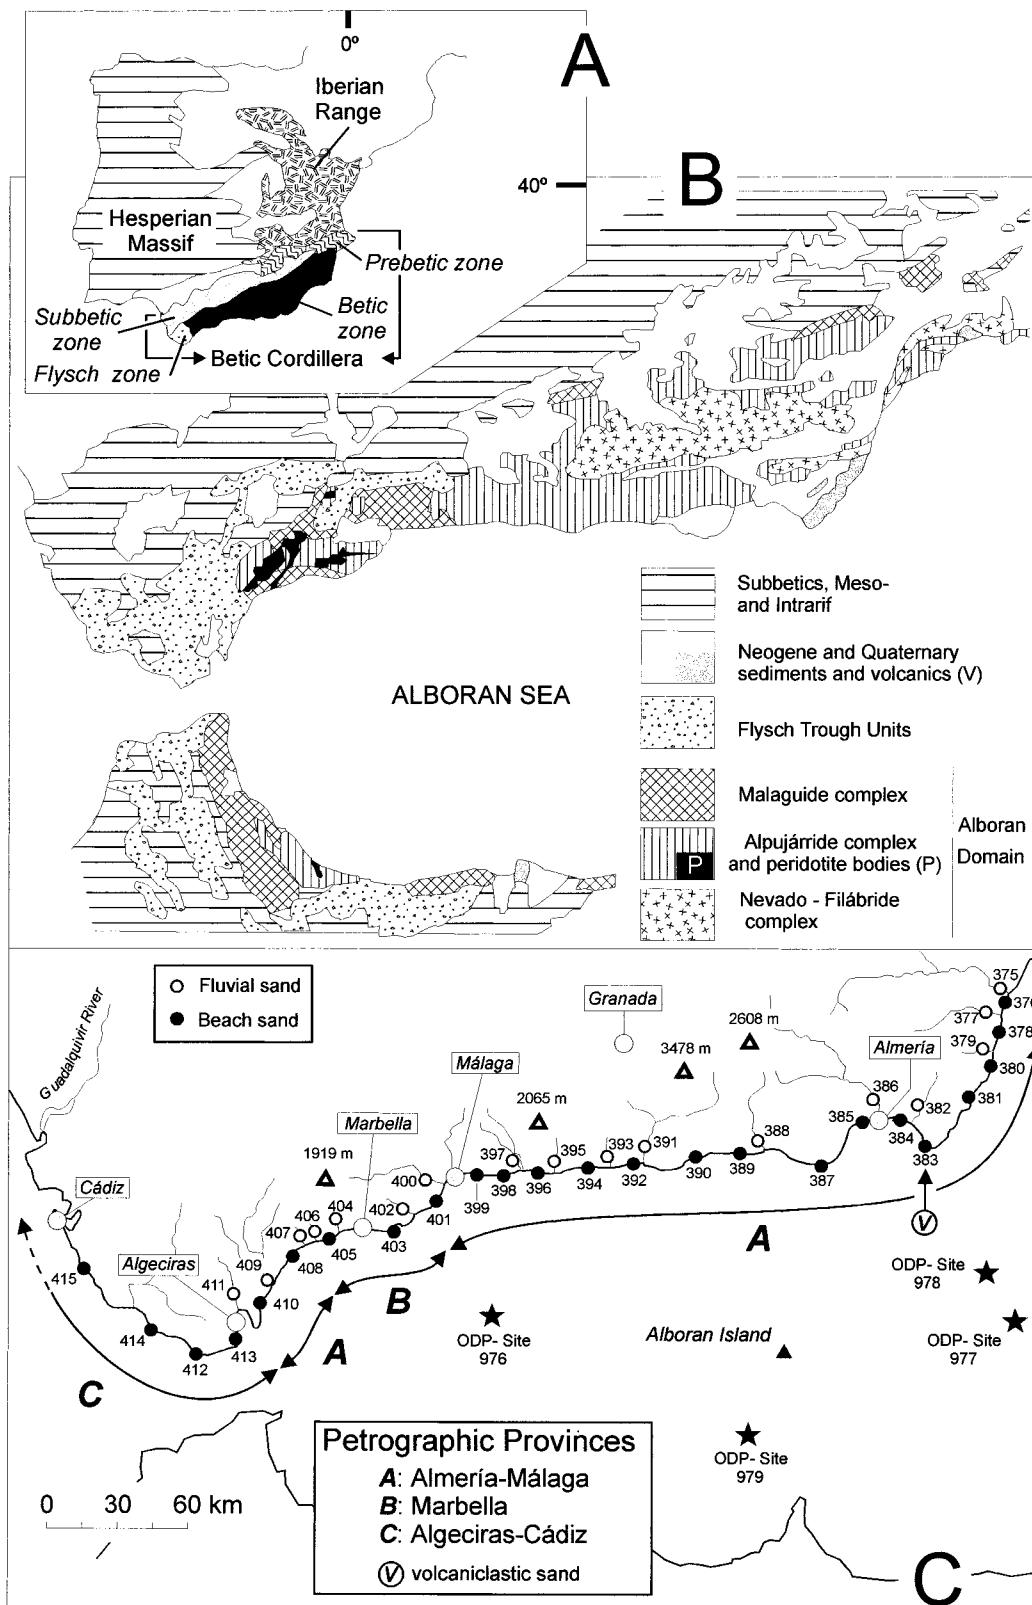 0º
A
Iberian
Range
40º
B
Hesperian
Massif
Prebetic zone
Subbetic
zone
Betic
zone
Flysch zone
Betic Cordillera
Subbetics, Meso-
and Intrarif
Neogene and Quaternary
sediments and volcanics (V)
ALBORAN SEA
Flysch Trough Units
Malaguide complex
Alpujárride complex
and peridotite bodies (P)
P
Alboran
Domain
Nevado - Filábride
complex
Fluvial sand
Beach sand
Guadalquivir River
Granada
2608 m
3478 m
Almería
Málaga
2065 m
Marbella
1919 m
Cádiz
Algeciras
375
376
377
378
379
380
381
382
383
384
385
386
387
388
389
390
391
392
393
394
395
396
397
398
399
400
401
402
403
404
405
406
407
408
409
410
411
412
413
414
415
A
B
A
C
V
ODP- Site
978
ODP- Site
976
Alboran Island
ODP- Site
977
ODP- Site
979
Petrographic Provinces
A: Almería-Málaga
B: Marbella
C: Algeciras-Cádiz
V volcaniclastic sand
0 30 60 km
C